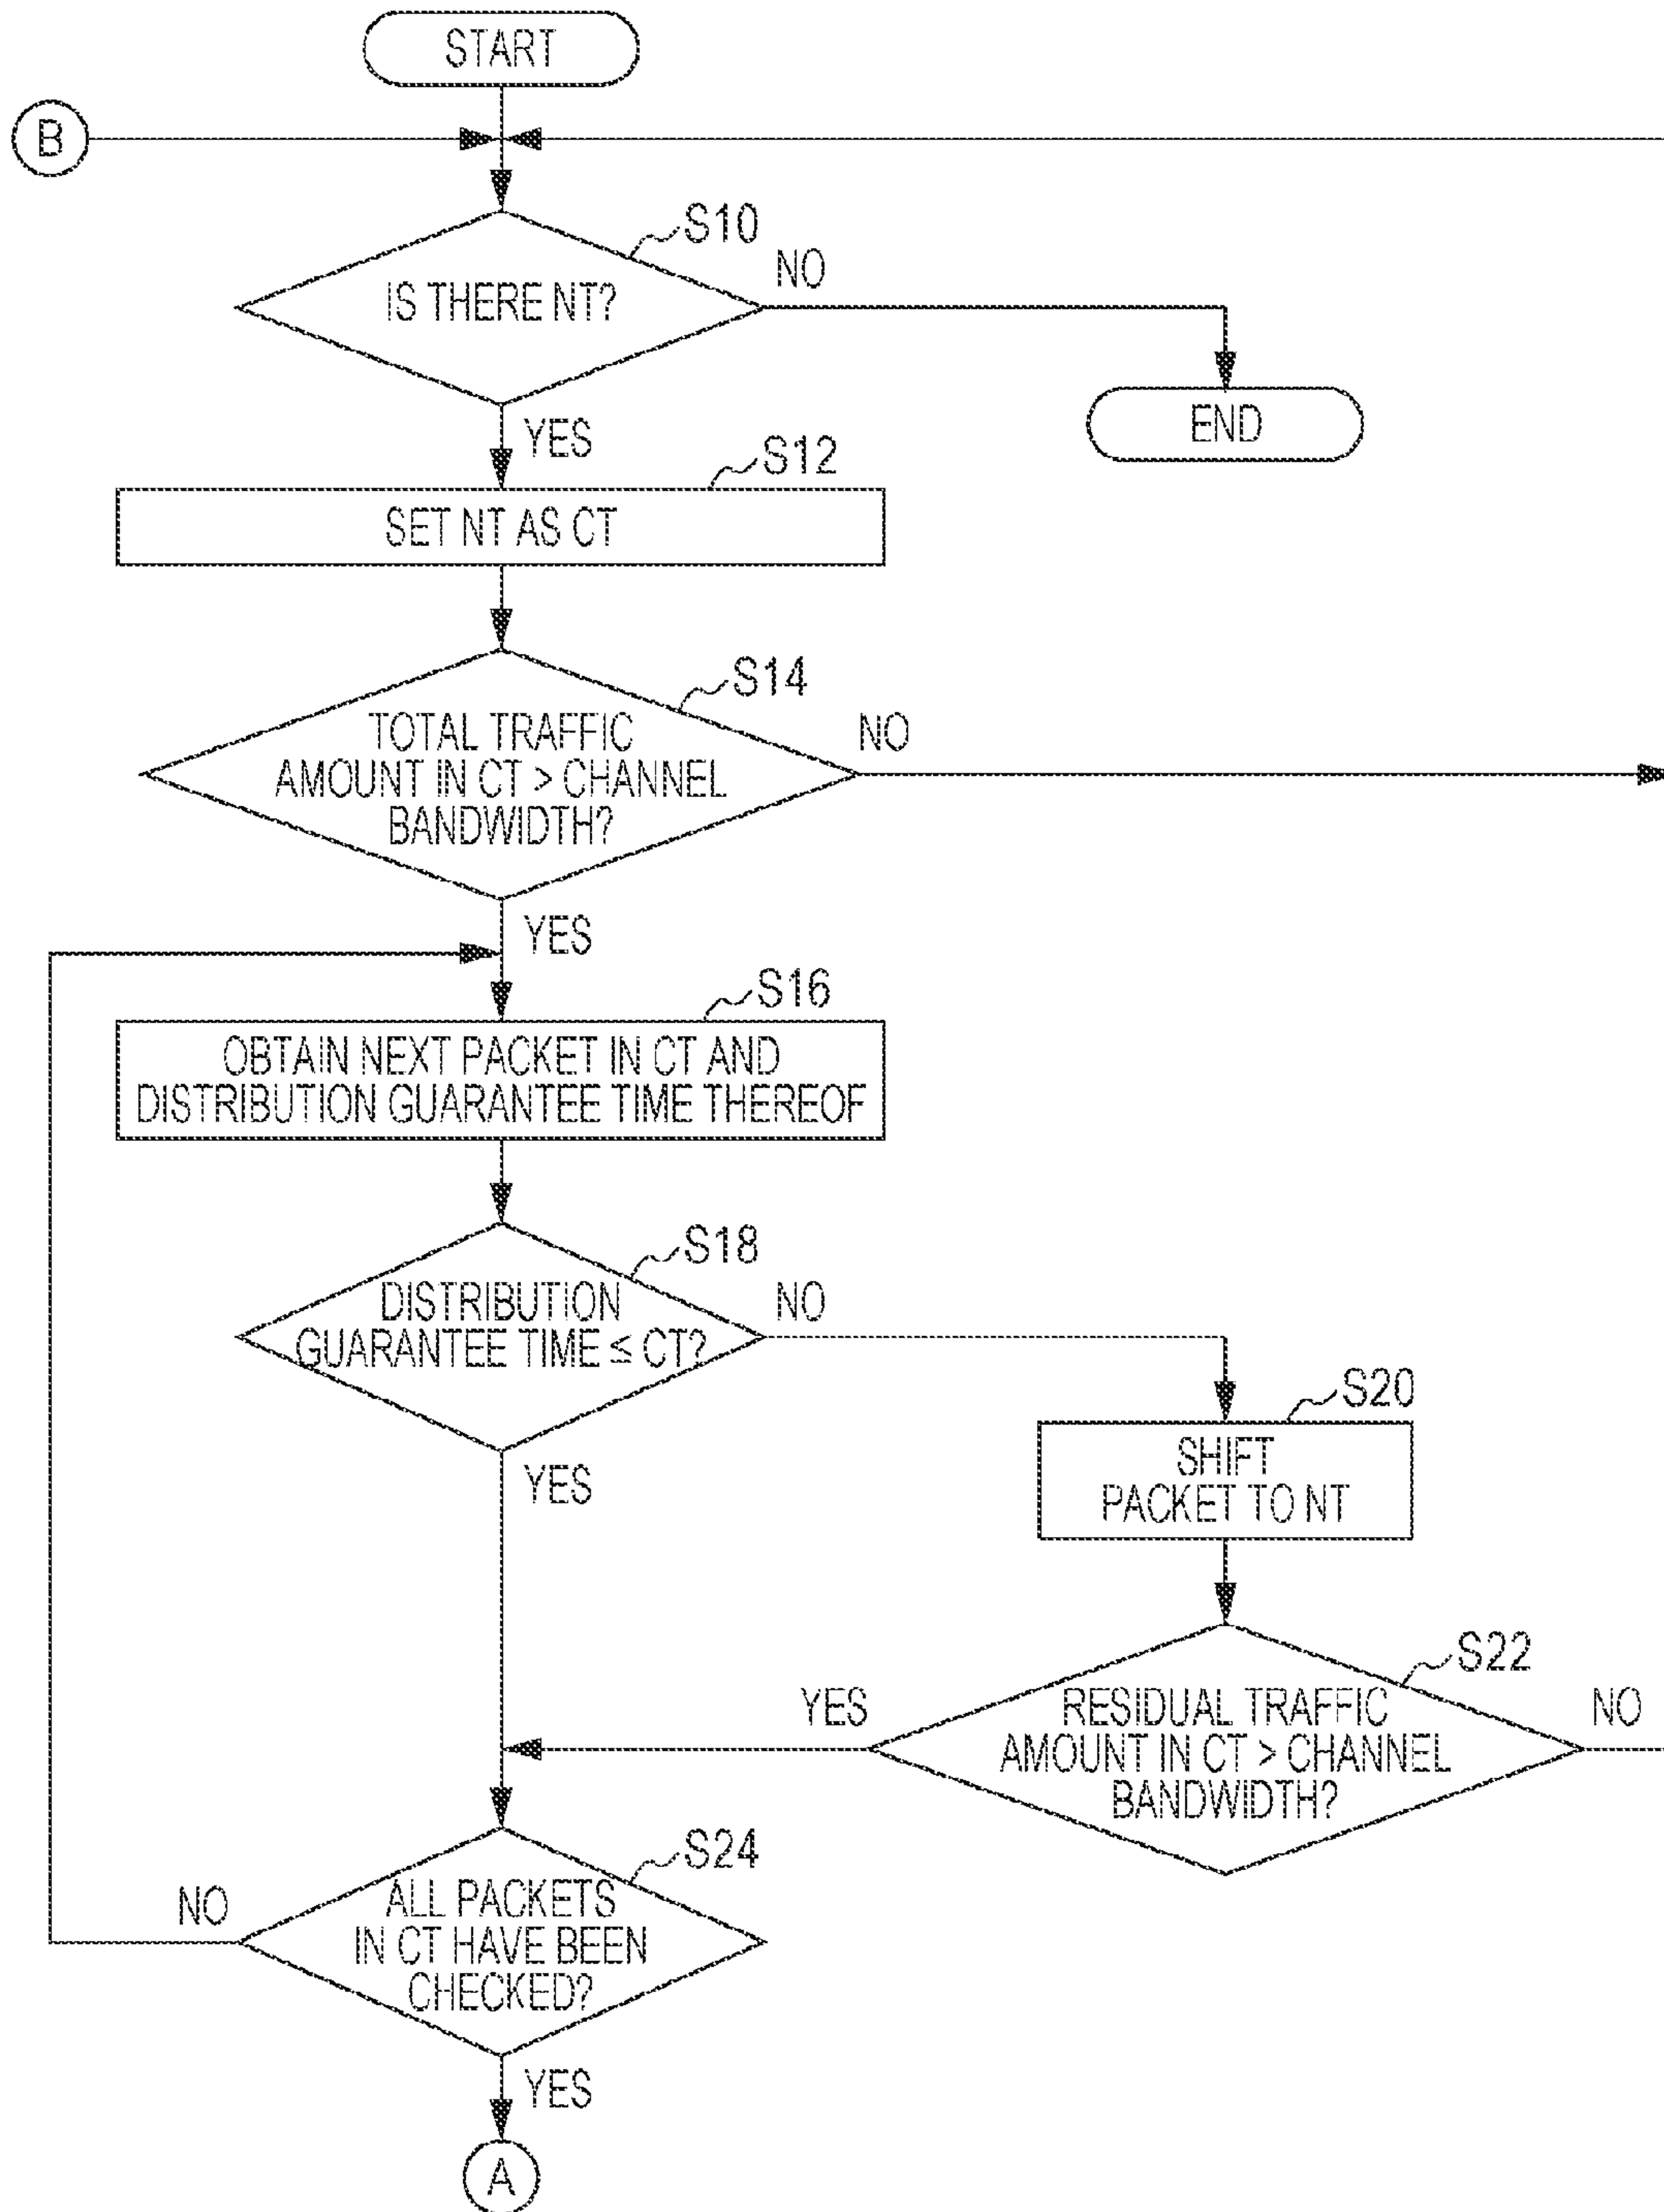 START
B
S10
IS THERE NT?
NO
END
YES
S12
SET NT AS CT
S14
TOTAL TRAFFIC
AMOUNT IN CT > CHANNEL
BANDWIDTH?
NO
YES
S16
OBTAIN NEXT PACKET IN CT AND
DISTRIBUTION GUARANTEE TIME THEREOF
S18
DISTRIBUTION
GUARANTEE TIME ≤ CT?
NO
YES
S20
SHIFT
PACKET TO NT
S22
RESIDUAL TRAFFIC
AMOUNT IN CT > CHANNEL
BANDWIDTH?
YES
NO
S24
ALL PACKETS
IN CT HAVE BEEN
CHECKED?
NO
YES
A